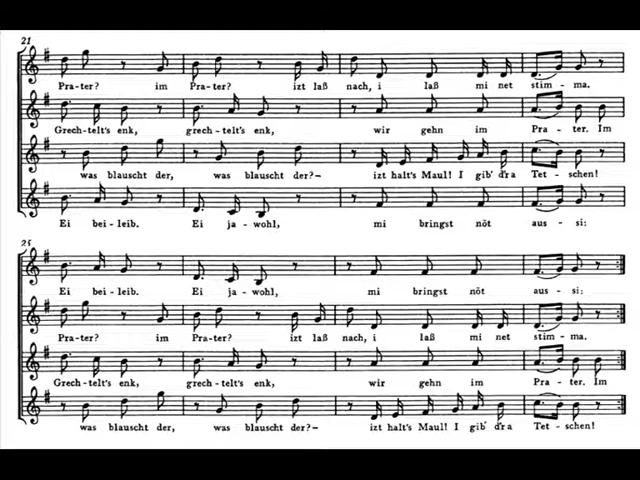 21
Pra-ter? im Pra-ter? izt laß nach, i laß mi net stim-ma.
Grech-telt's enk, grech-telt's enk, wir gehn im Pra-ter. Im
was blauscht der, was blauscht der?- izt halt's Maul! I gib' d'ra Tet-schen!
Ei bei-leib. Ei ja-wohl, mi bringst nöt aus-si:
25
Ei bei-leib. Ei ja-wohl, mi bringst nöt aus-si:
Pra-ter? im Pra-ter? izt laß nach, i laß mi net stim-ma.
Grech-telt's enk, grech-telt's enk, wir gehn im Pra-ter. Im
was blauscht der, was blauscht der?- izt halt's Maul! I gib' d'ra Tet-schen!